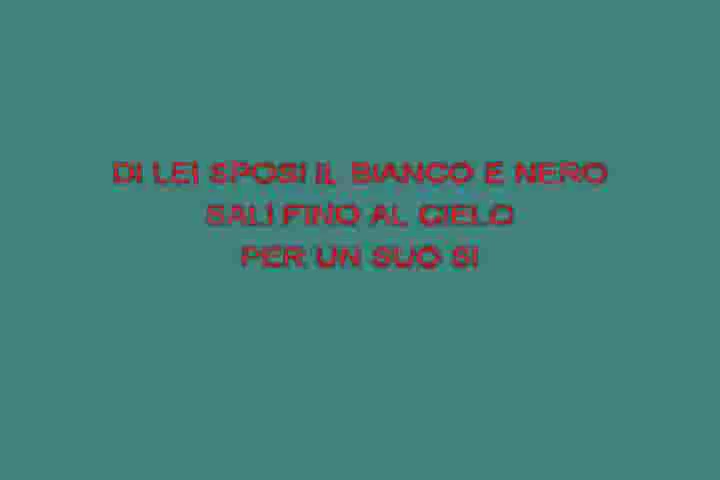 DI LEI SPOSI IL BIANCO E NERO
SALI FINO AL CIELO
PER UN SUO SI